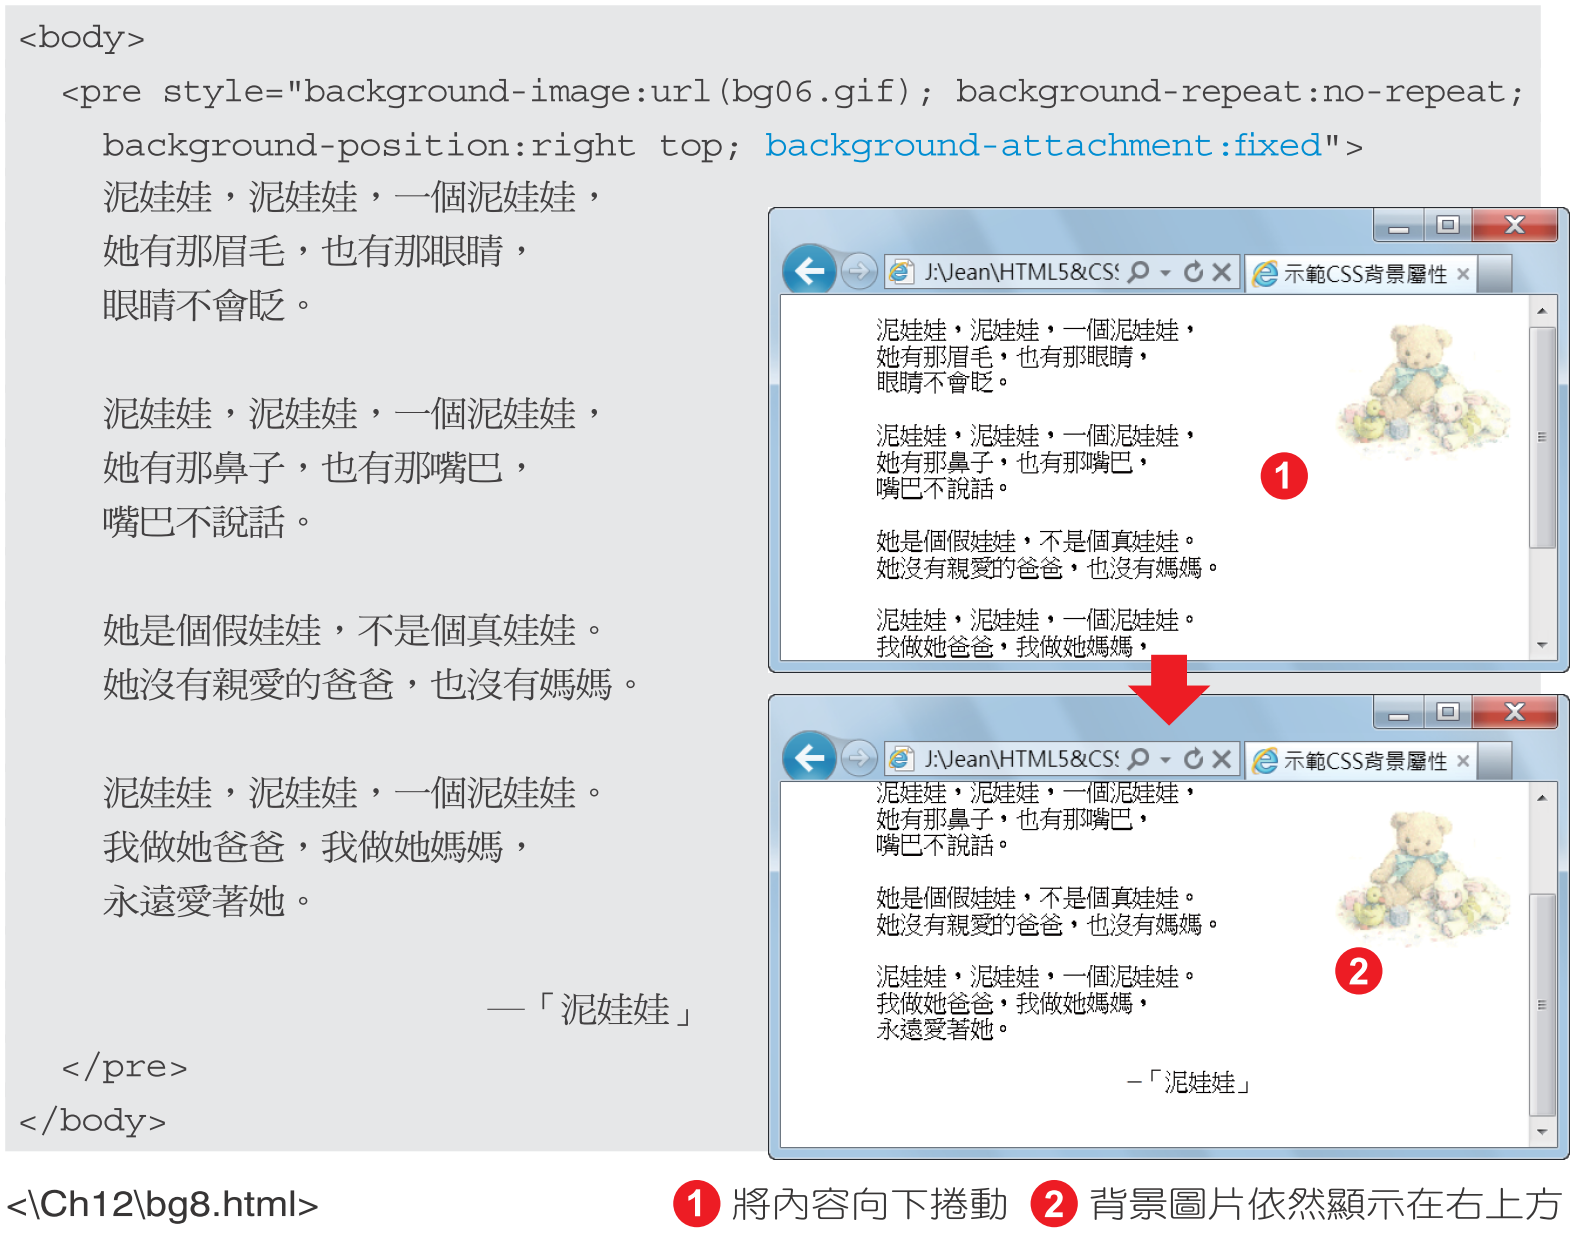 <body>
<pre style="background-image:url(bg06.gif); background-repeat:no-repeat;
background-position:right top; background-attachment:fixed">
泥娃娃，泥娃娃，一個泥娃娃，
她有那眉毛，也有那眼睛，
眼睛不會眨。
泥娃娃，泥娃娃，一個泥娃娃，
她有那鼻子，也有那嘴巴，
嘴巴不說話。
她是個假娃娃，不是個真娃娃。
她沒有親愛的爸爸，也沒有媽媽。
泥娃娃，泥娃娃，一個泥娃娃。
我做她爸爸，我做她媽媽，
永遠愛著她。
—「泥娃娃」
</pre>
</body>
J:\Jean\HTML5&CSS
示範CSS背景屬性
泥娃娃，泥娃娃，一個泥娃娃，
她有那眉毛，也有那眼睛，
眼睛不會眨。
泥娃娃，泥娃娃，一個泥娃娃，
她有那鼻子，也有那嘴巴，
嘴巴不說話。
她是個假娃娃，不是個真娃娃。
她沒有親愛的爸爸，也沒有媽媽。
泥娃娃，泥娃娃，一個泥娃娃。
我做她爸爸，我做她媽媽，
1
J:\Jean\HTML5&CSS
示範CSS背景屬性
泥娃娃，泥娃娃，一個泥娃娃，
她有那鼻子，也有那嘴巴，
嘴巴不說話。
她是個假娃娃，不是個真娃娃。
她沒有親愛的爸爸，也沒有媽媽。
泥娃娃，泥娃娃，一個泥娃娃。
我做她爸爸，我做她媽媽，
永遠愛著她。
—「泥娃娃」
2
<\Ch12\bg8.html>
1 將內容向下捲動 2 背景圖片依然顯示在右上方